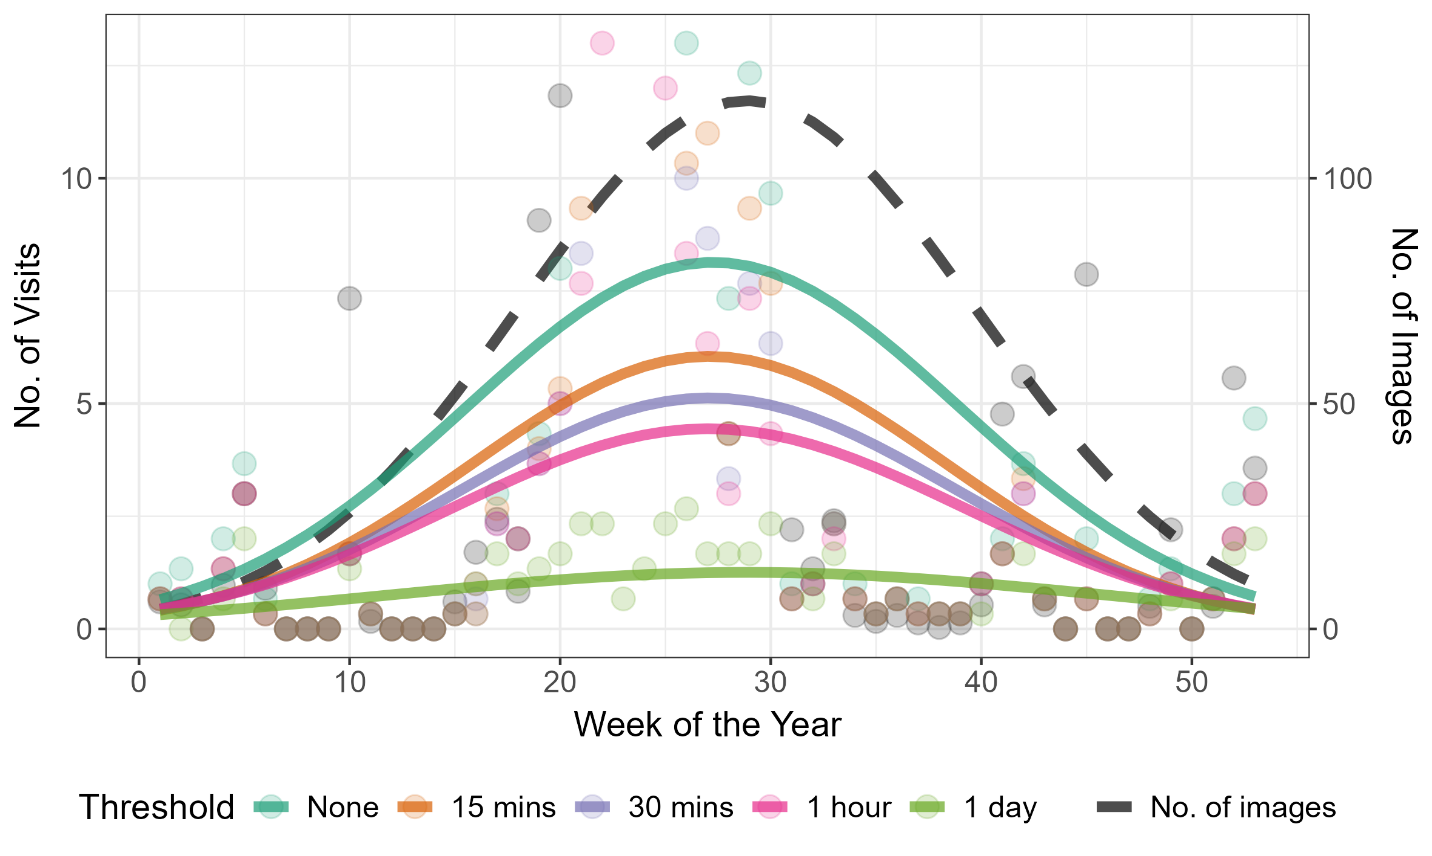 No. of Visits
10
5
0
100
50
0
No. of Images
0 10 20 30 40 50
Week of the Year
Threshold None 15 mins 30 mins 1 hour 1 day No. of images